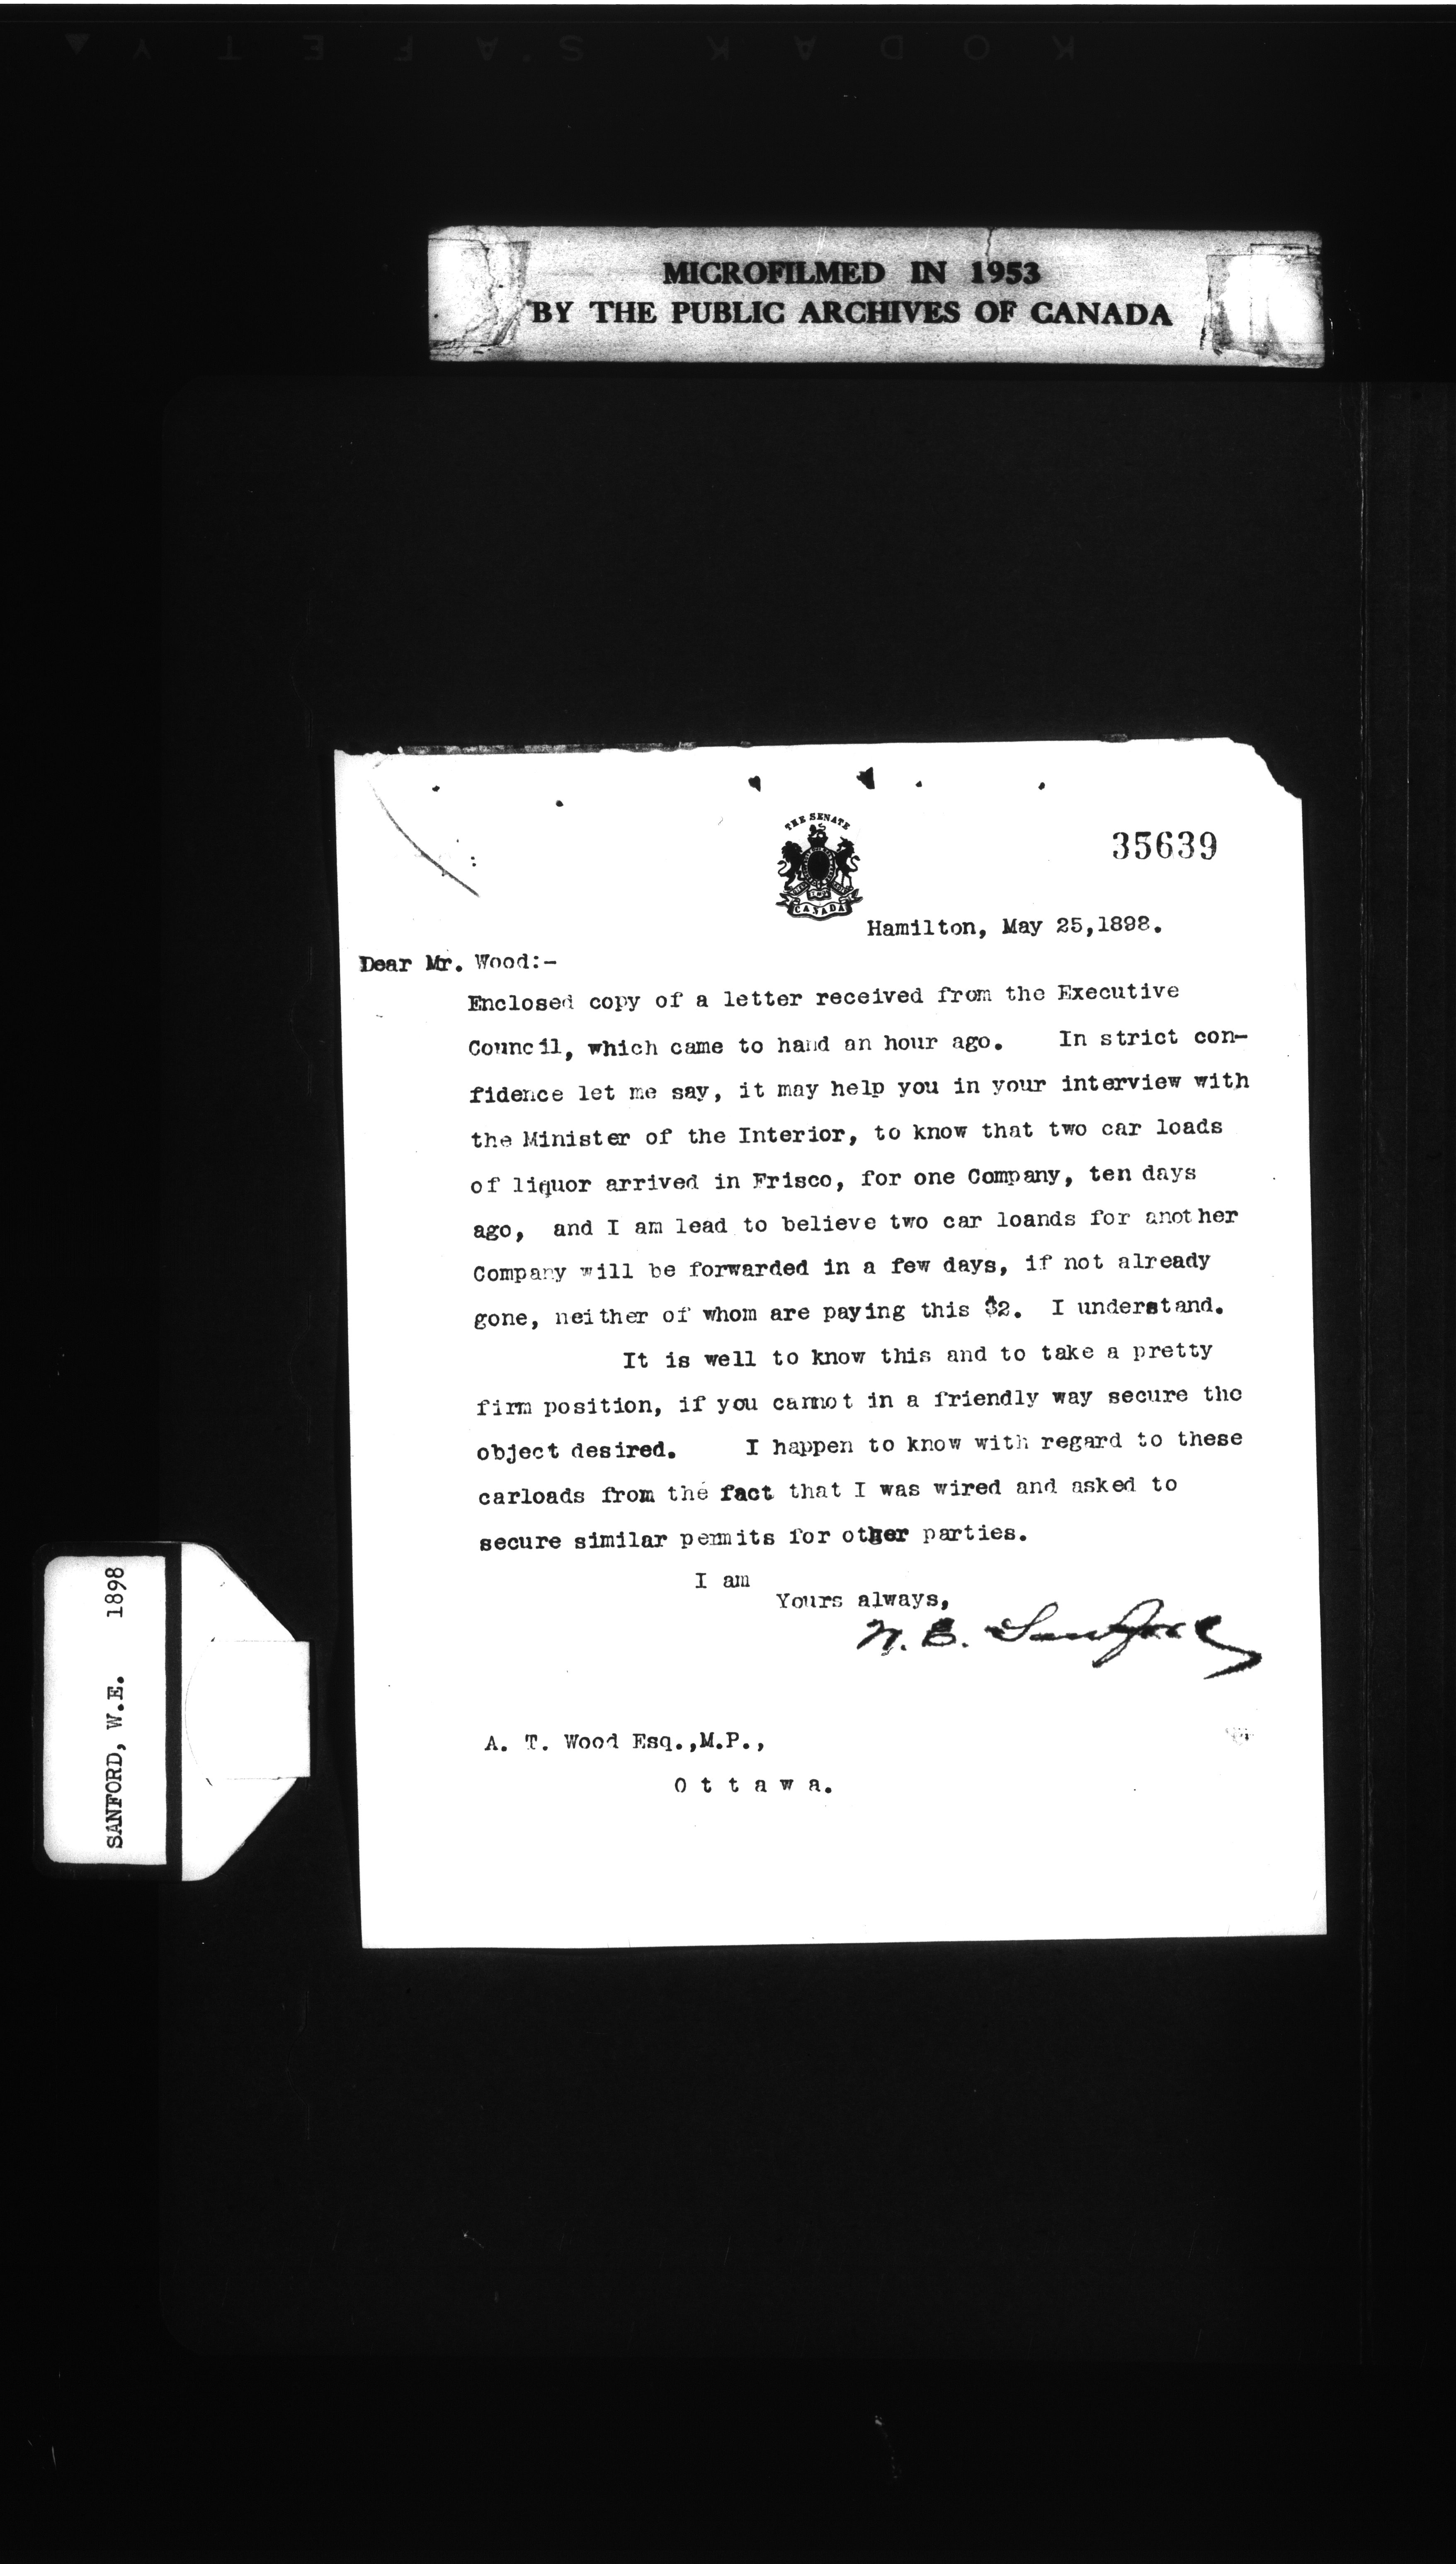 KODAK SAFETY
MICROFILMED IN 1953
BY THE PUBLIC ARCHIVES OF CANADA
THE SENATE
CANADA
35639
Hamilton, May 25,1898.
Dear Mr. Wood:-
Enclosed copy of a letter received from the Executive
Council, which came to hand an hour ago. In strict con-
fidence let me say, it may help you in your interview with
the Minister of the Interior, to know that two car loads
of liquor arrived in Frisco, for one Company, ten days
ago, and I am lead to believe two car loands for another
Company will be forwarded in a few days, if not already
gone, neither of whom are paying this $2. I understand.
It is well to know this and to take a pretty
firm position, if you cannot in a friendly way secure the
object desired. I happen to know with regard to these
carloads from the fact that I was wired and asked to
secure similar permits for other parties.
I am
Yours always,
W. E. Sanford
A. T. Wood Esq.,M.P.,
Ottawa.
SANFORD, W.E. 1898